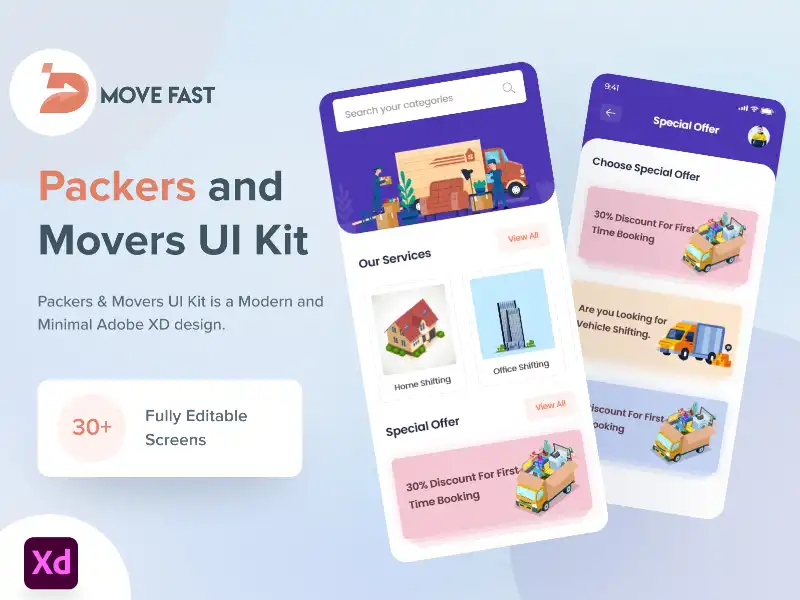 MOVE FAST
Packers and
Movers UI Kit
Packers & Movers UI Kit is a Modern and
Minimal Adobe XD design.
30+
Fully Editable
Screens
Xd
Search your categories
Our Services
View All
Home Shifting
Office Shifting
Special Offer
View All
30% Discount For First-
Time Booking
9:41
Special Offer
Choose Special Offer
30% Discount For First-
Time Booking
Are you Looking for
Vehicle Shifting.
iscount For First-
ooking